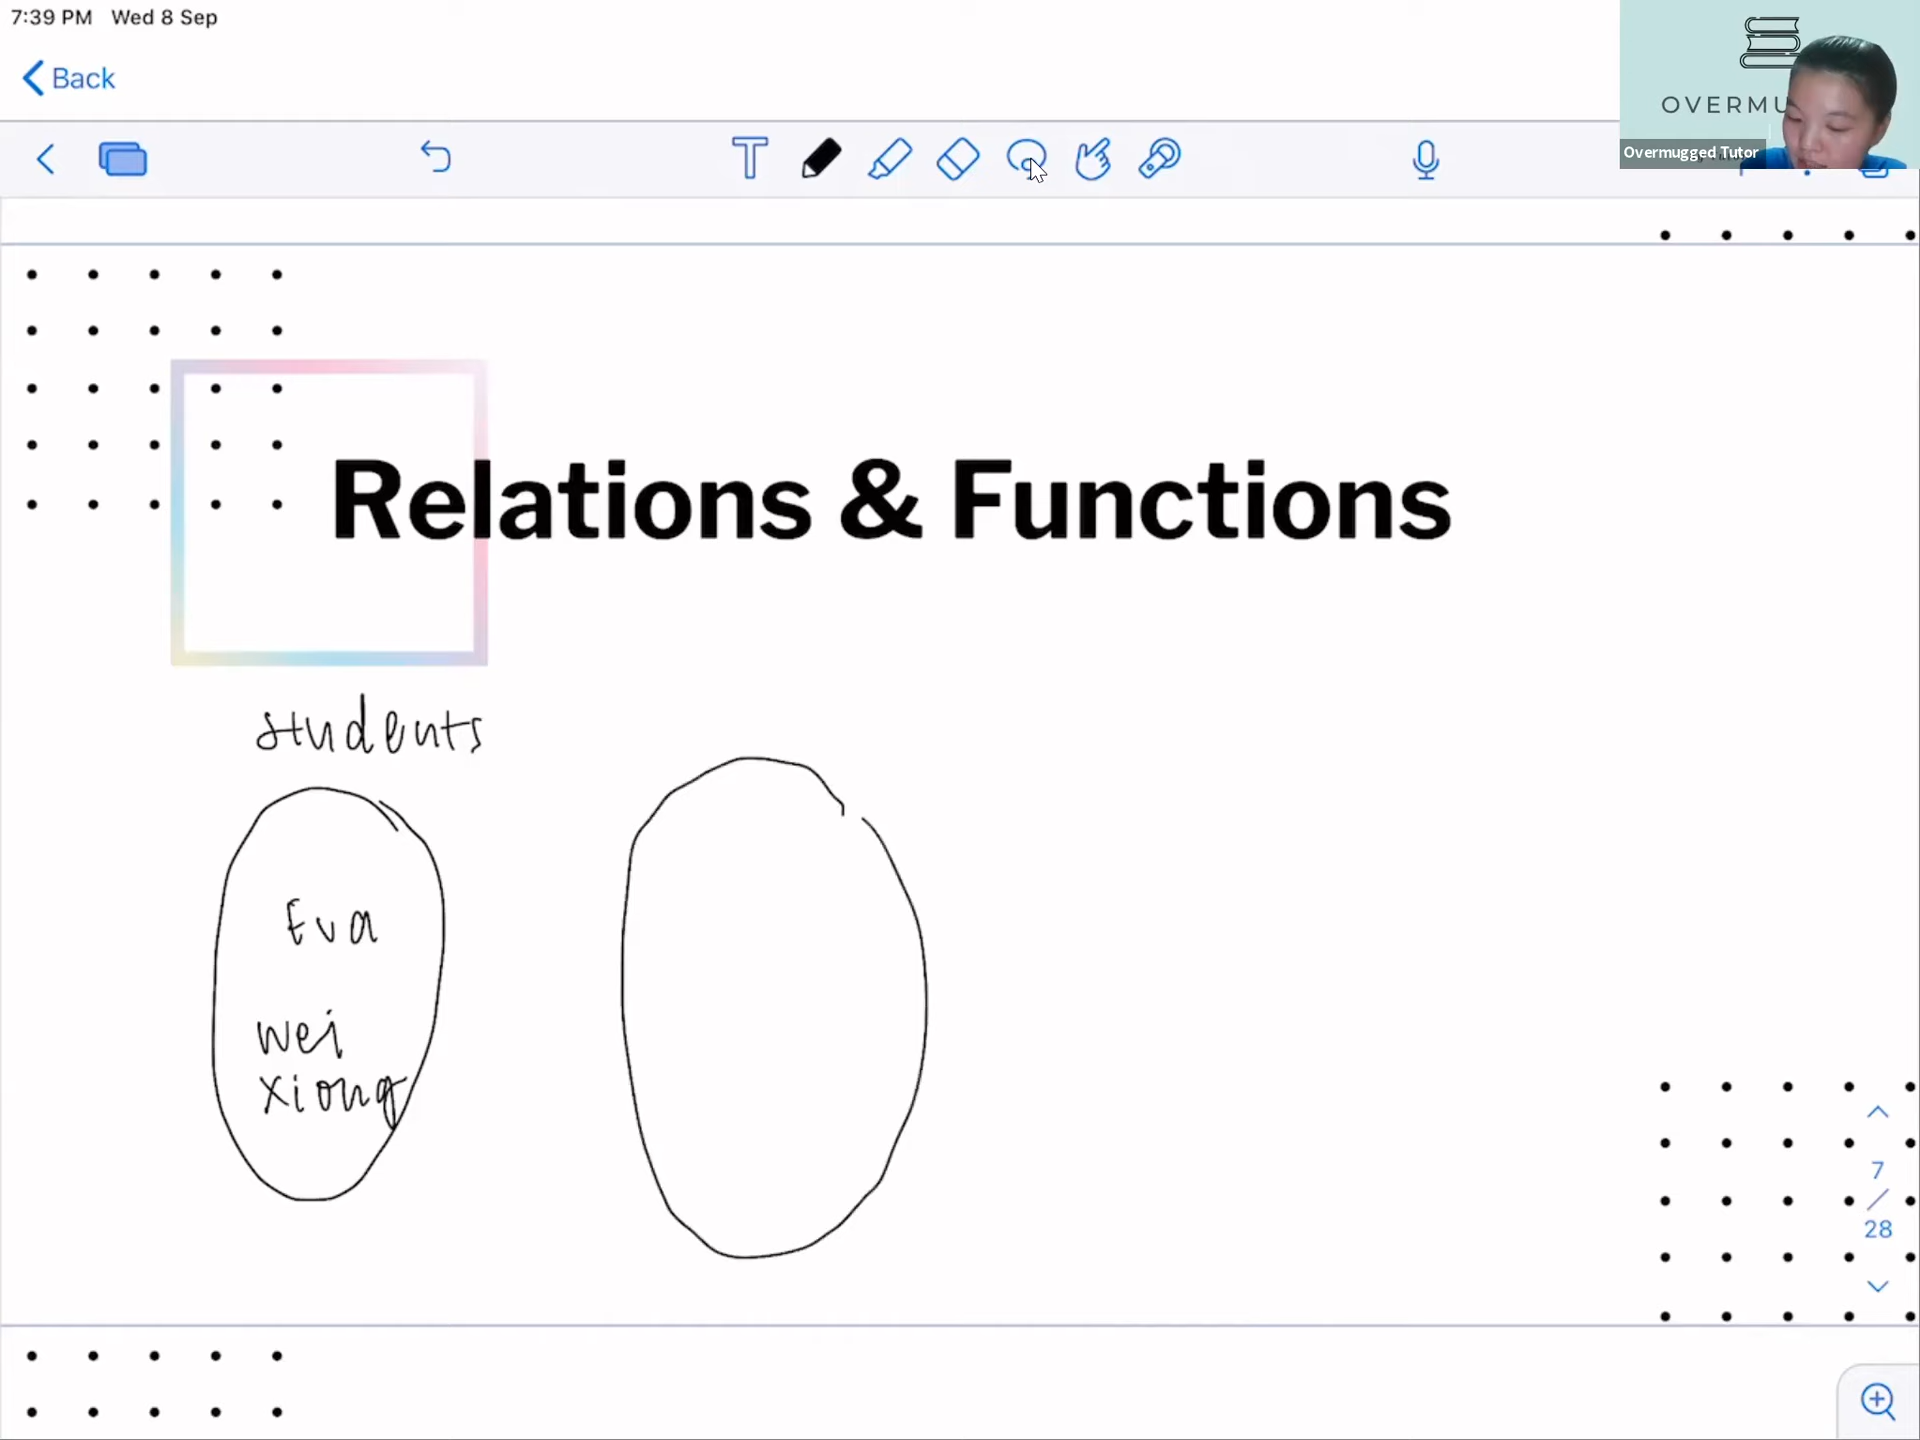 7:39 PM Wed 8 Sep
Back
OVERMU
Overmugged Tutor
Relations & Functions
students
Eva
wei
xiong
7
/
28